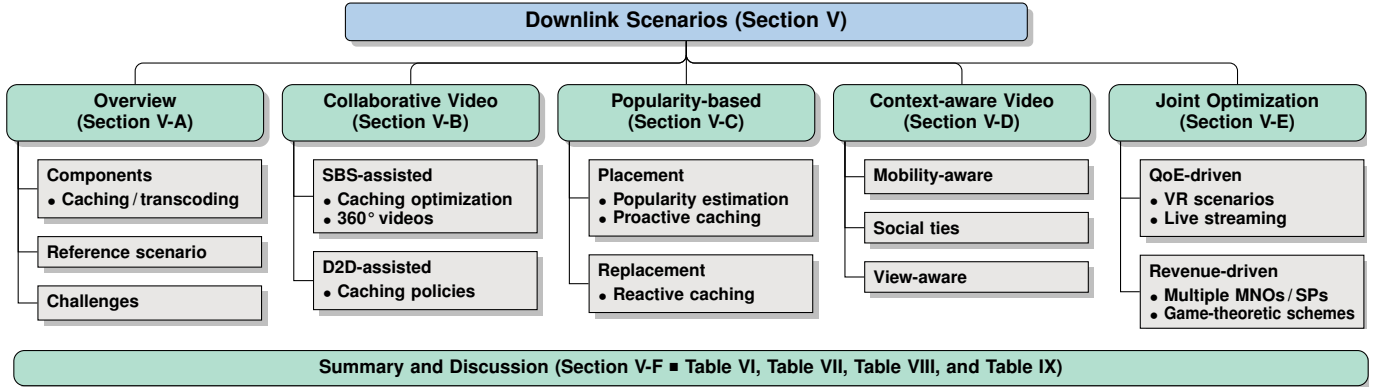 Downlink Scenarios (Section V)
Overview
(Section V-A)
Components
• Caching / transcoding
Reference scenario
Challenges
Collaborative Video
(Section V-B)
SBS-assisted
• Caching optimization
• 360° videos
D2D-assisted
• Caching policies
Popularity-based
(Section V-C)
Placement
• Popularity estimation
• Proactive caching
Replacement
• Reactive caching
Context-aware Video
(Section V-D)
Mobility-aware
Social ties
View-aware
Joint Optimization
(Section V-E)
QoE-driven
• VR scenarios
• Live streaming
Revenue-driven
• Multiple MNOs / SPs
• Game-theoretic schemes
Summary and Discussion (Section V-F ▪ Table VI, Table VII, Table VIII, and Table IX)